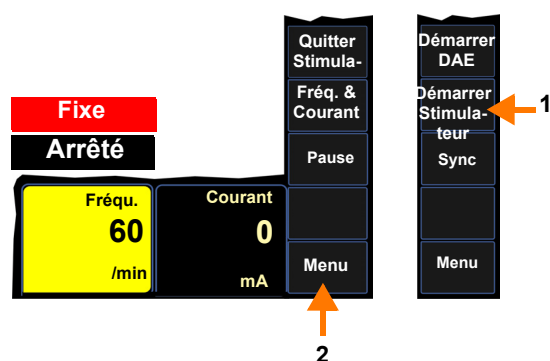 Fixe
Arrêté
Fréqu.
60
/min
Courant
0
mA
Quitter
Stimula-
Fréq. &
Courant
Pause
Menu
2
Démarrer
DAE
Démarrer
Stimula-
teur
Sync
Menu
1